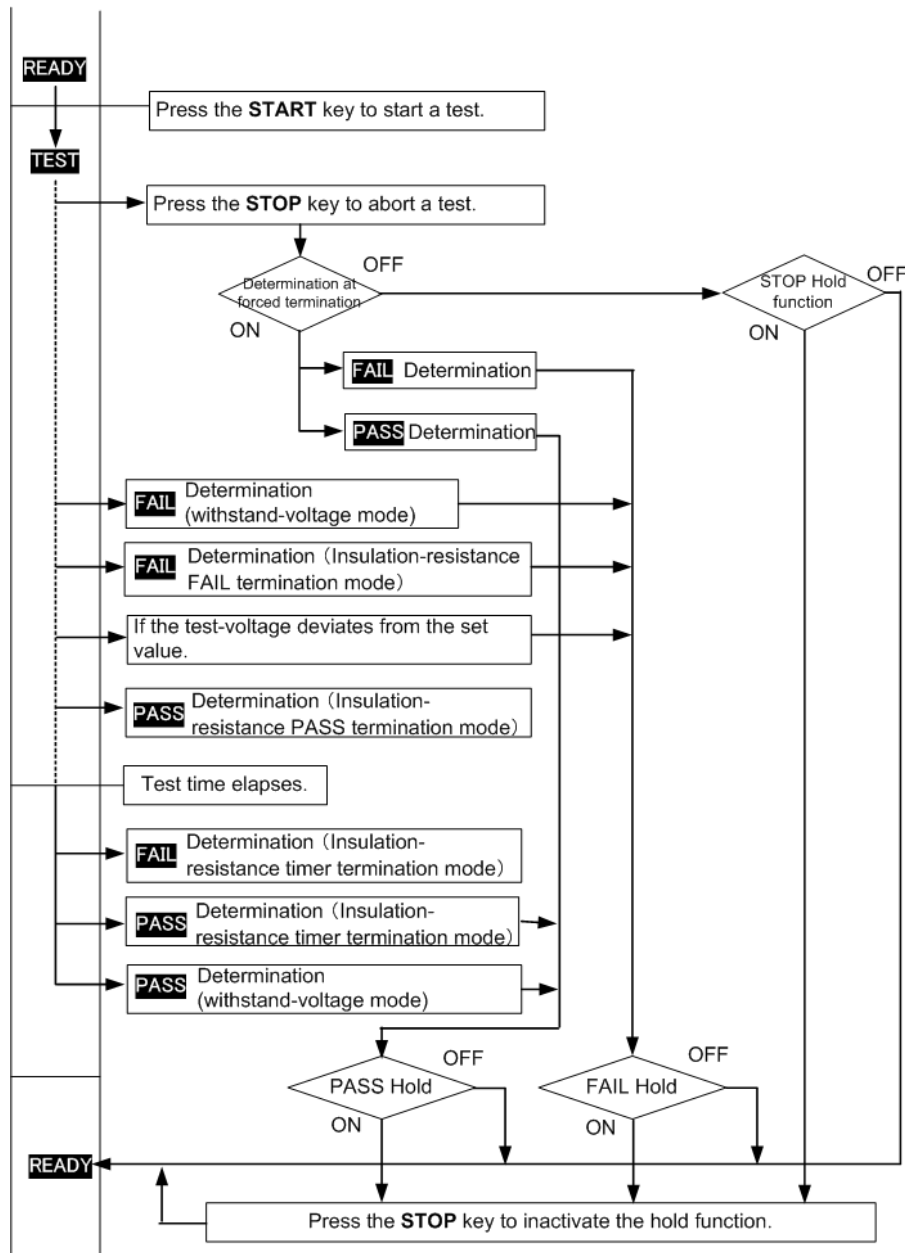 READY
Press the START key to start a test.
TEST
Press the STOP key to abort a test.
OFF
Determination at
forced termination
ON
STOP Hold
function
OFF
ON
FAIL Determination
PASS Determination
FAIL Determination
(withstand-voltage mode)
FAIL Determination (Insulation-resistance
FAIL termination mode)
If the test-voltage deviates from the set
value.
PASS Determination (Insulation-
resistance PASS termination mode)
Test time elapses.
FAIL Determination (Insulation-
resistance timer termination mode)
PASS Determination (Insulation-
resistance timer termination mode)
PASS Determination
(withstand-voltage mode)
OFF
PASS Hold
ON
OFF
FAIL Hold
ON
READY
Press the STOP key to inactivate the hold function.